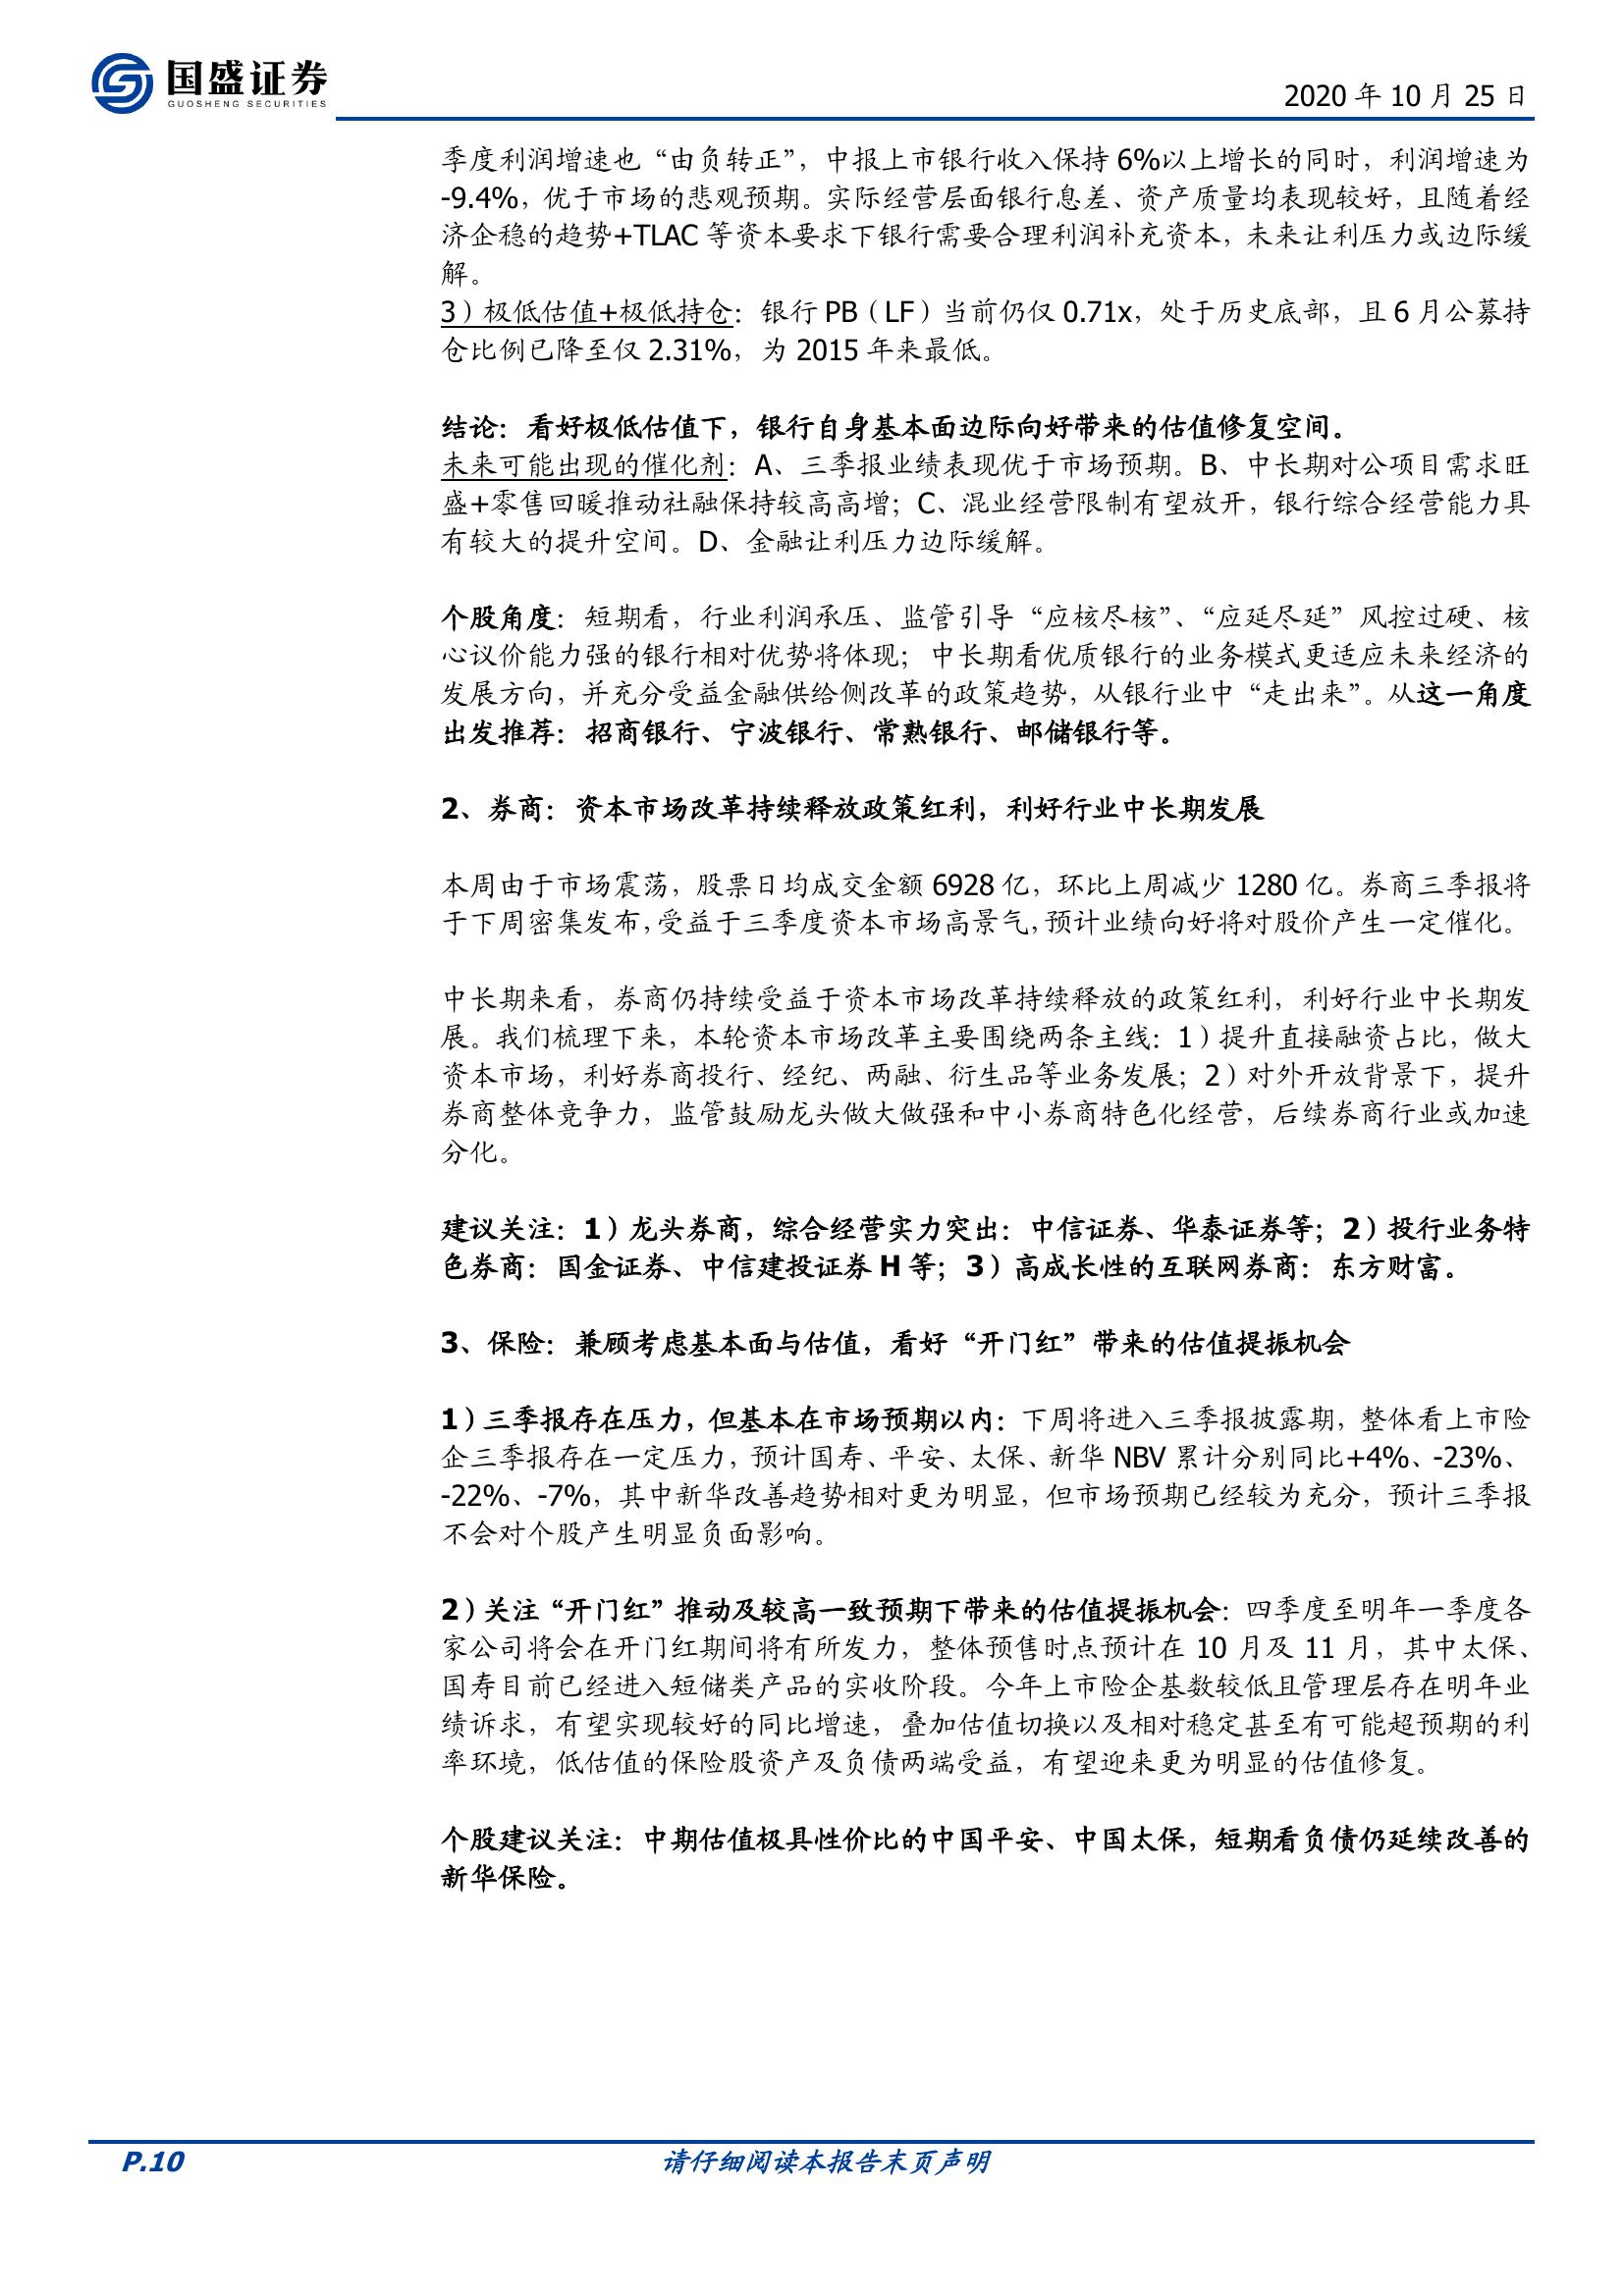 国盛证券
GUOSHENG SECURITIES
2020 年 10 月 25 日
季度利润增速也“由负转正”，中报上市银行收入保持 6%以上增长的同时，利润增速为
-9.4%，优于市场的悲观预期。实际经营层面银行息差、资产质量均表现较好，且随着经
济企稳的趋势+TLAC 等资本要求下银行需要合理利润补充资本，未来让利压力或边际缓
解。
3）极低估值+极低持仓：银行 PB（LF）当前仍仅 0.71x，处于历史底部，且 6 月公募持
仓比例已降至仅 2.31%，为 2015 年来最低。
结论：看好极低估值下，银行自身基本面边际向好带来的估值修复空间。
未来可能出现的催化剂：A、三季报业绩表现优于市场预期。B、中长期对公项目需求旺
盛+零售回暖推动社融保持较高高增；C、混业经营限制有望放开，银行综合经营能力具
有较大的提升空间。D、金融让利压力边际缓解。
个股角度：短期看，行业利润承压、监管引导“应核尽核”、“应延尽延”风控过硬、核
心议价能力强的银行相对优势将体现；中长期看优质银行的业务模式更适应未来经济的
发展方向，并充分受益金融供给侧改革的政策趋势，从银行业中“走出来”。从这一角度
出发推荐：招商银行、宁波银行、常熟银行、邮储银行等。
2、券商：资本市场改革持续释放政策红利，利好行业中长期发展
本周由于市场震荡，股票日均成交金额 6928 亿，环比上周减少 1280 亿。券商三季报将
于下周密集发布，受益于三季度资本市场高景气，预计业绩向好将对股价产生一定催化。
中长期来看，券商仍持续受益于资本市场改革持续释放的政策红利，利好行业中长期发
展。我们梳理下来，本轮资本市场改革主要围绕两条主线：1）提升直接融资占比，做大
资本市场，利好券商投行、经纪、两融、衍生品等业务发展；2）对外开放背景下，提升
券商整体竞争力，监管鼓励龙头做大做强和中小券商特色化经营，后续券商行业或加速
分化。
建议关注：1）龙头券商，综合经营实力突出：中信证券、华泰证券等；2）投行业务特
色券商：国金证券、中信建投证券 H 等；3）高成长性的互联网券商：东方财富。
3、保险：兼顾考虑基本面与估值，看好“开门红”带来的估值提振机会
1）三季报存在压力，但基本在市场预期以内：下周将进入三季报披露期，整体看上市险
企三季报存在一定压力，预计国寿、平安、太保、新华 NBV 累计分别同比+4%、-23%、
-22%、-7%，其中新华改善趋势相对更为明显，但市场预期已经较为充分，预计三季报
不会对个股产生明显负面影响。
2）关注“开门红”推动及较高一致预期下带来的估值提振机会：四季度至明年一季度各
家公司将会在开门红期间将有所发力，整体预售时点预计在 10 月及 11 月，其中太保、
国寿目前已经进入短储类产品的实收阶段。今年上市险企基数较低且管理层存在明年业
绩诉求，有望实现较好的同比增速，叠加估值切换以及相对稳定甚至有可能超预期的利
率环境，低估值的保险股资产及负债两端受益，有望迎来更为明显的估值修复。
个股建议关注：中期估值极具性价比的中国平安、中国太保，短期看负债仍延续改善的
新华保险。
P.10
请仔细阅读本报告末页声明